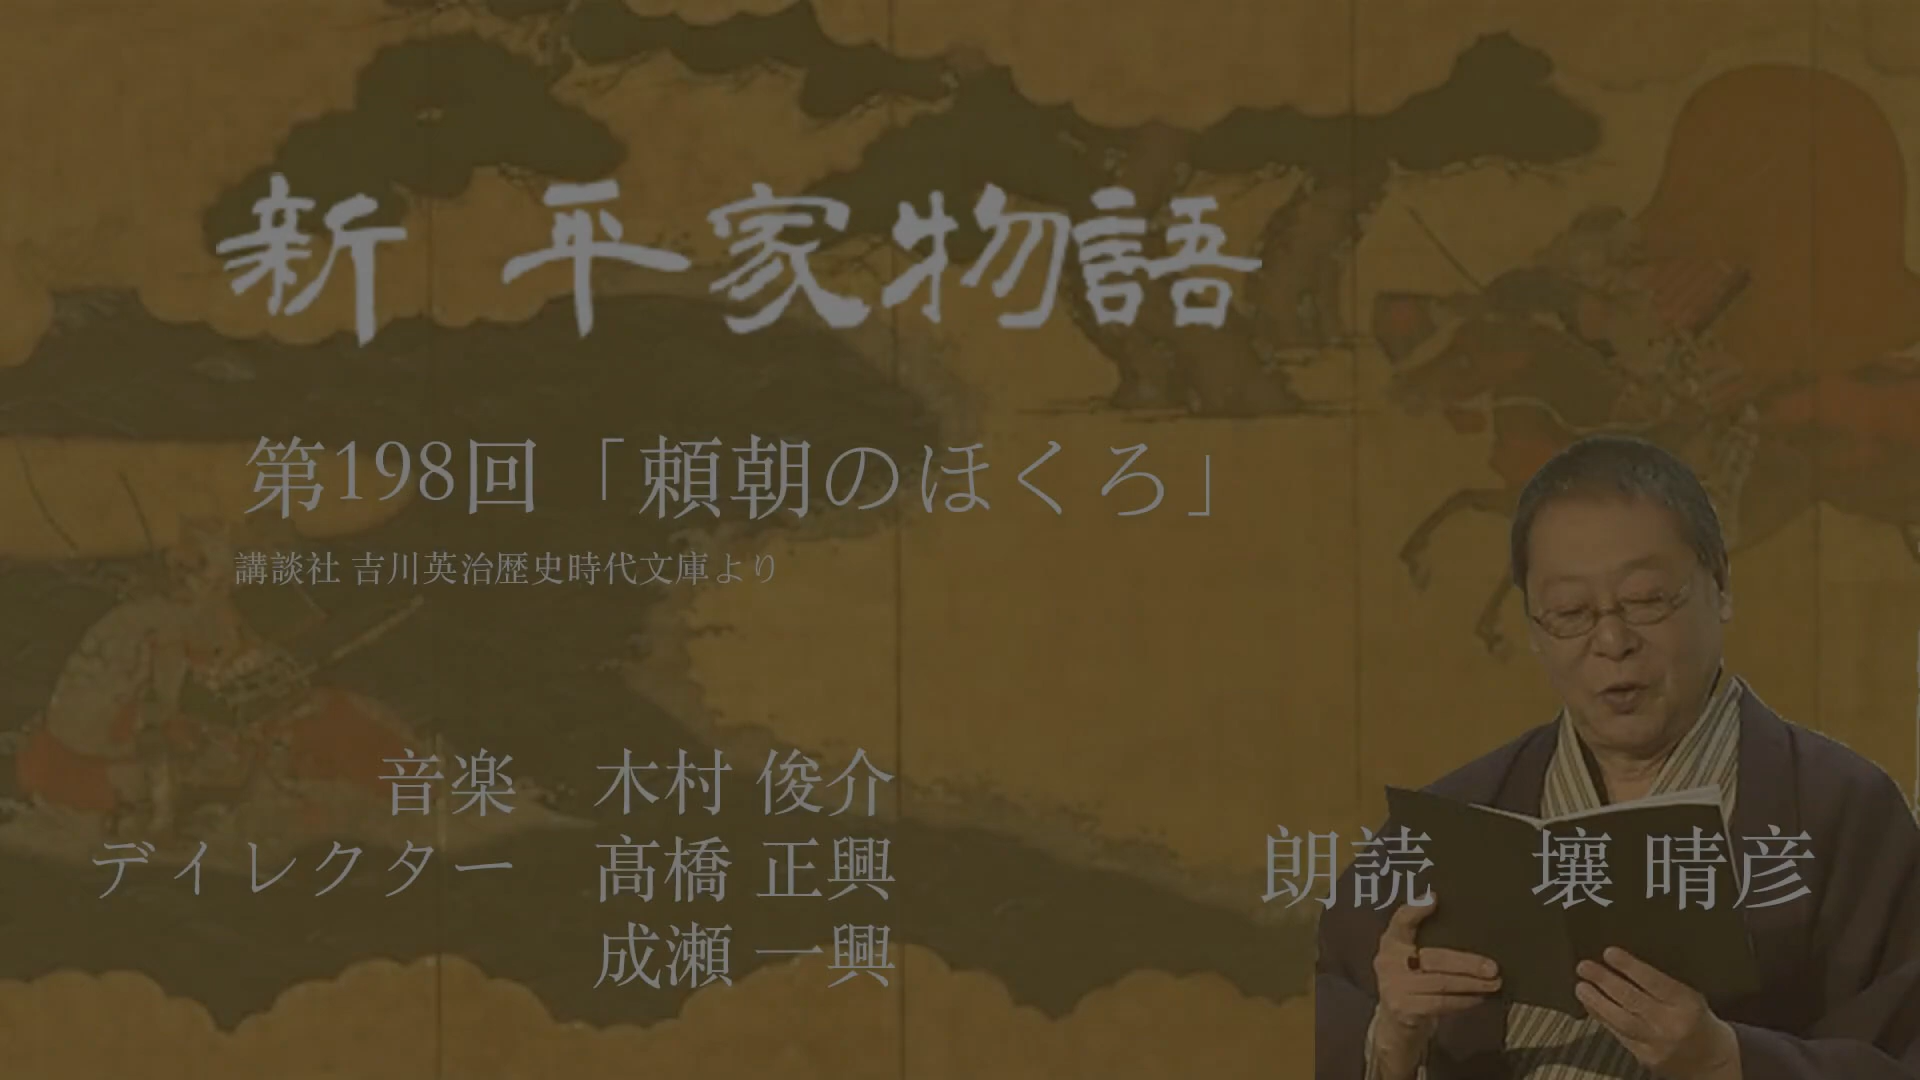 新 平家物語
第198回「頼朝のほくろ」
講談社 吉川英治歴史時代文庫より
音楽 木村 俊介
ディレクター 髙橋 正興
成瀬 一興
朗読 壤 晴彦